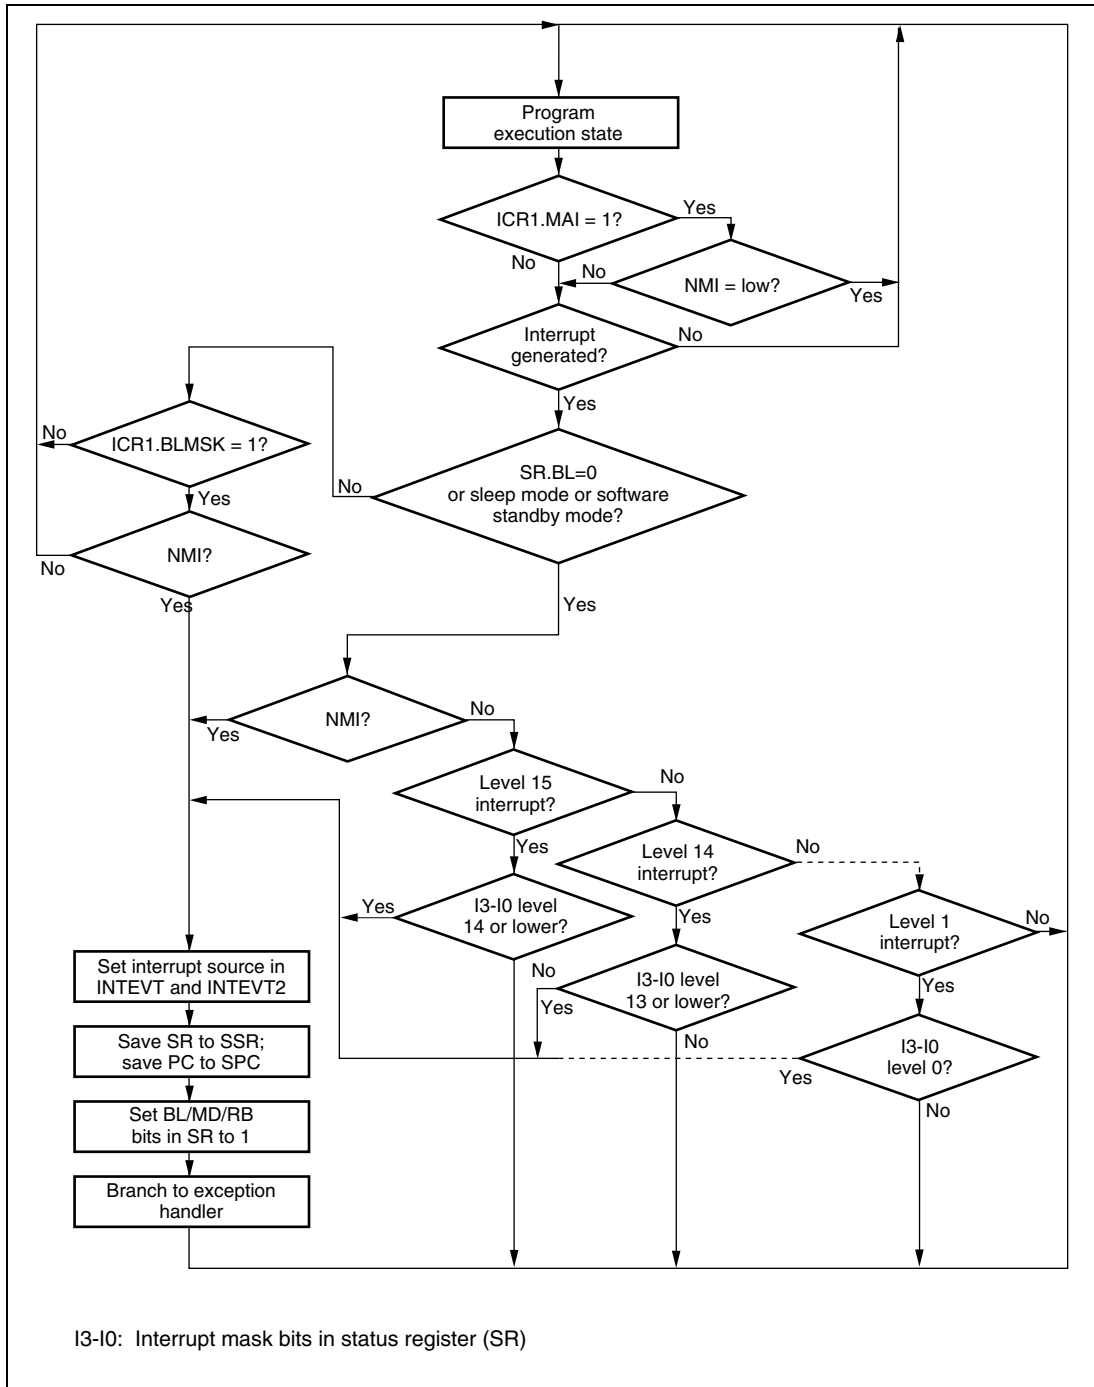 Program
execution state
ICR1.MAI = 1?
Yes
No
NMI = low?
No
Yes
Interrupt
generated?
No
Yes
ICR1.BLMSK = 1?
No
Yes
SR.BL=0
or sleep mode or software
standby mode?
No
Yes
NMI?
No
Yes
NMI?
No
Yes
Level 15
interrupt?
No
Yes
Level 14
interrupt?
No
Yes
I3-I0 level
14 or lower?
Yes
No
Level 1
interrupt?
No
Yes
I3-I0 level
13 or lower?
Yes
No
I3-I0
level 0?
Yes
No
Set interrupt source in
INTEVT and INTEVT2
Save SR to SSR;
save PC to SPC
Set BL/MD/RB
bits in SR to 1
Branch to exception
handler
I3-I0: Interrupt mask bits in status register (SR)